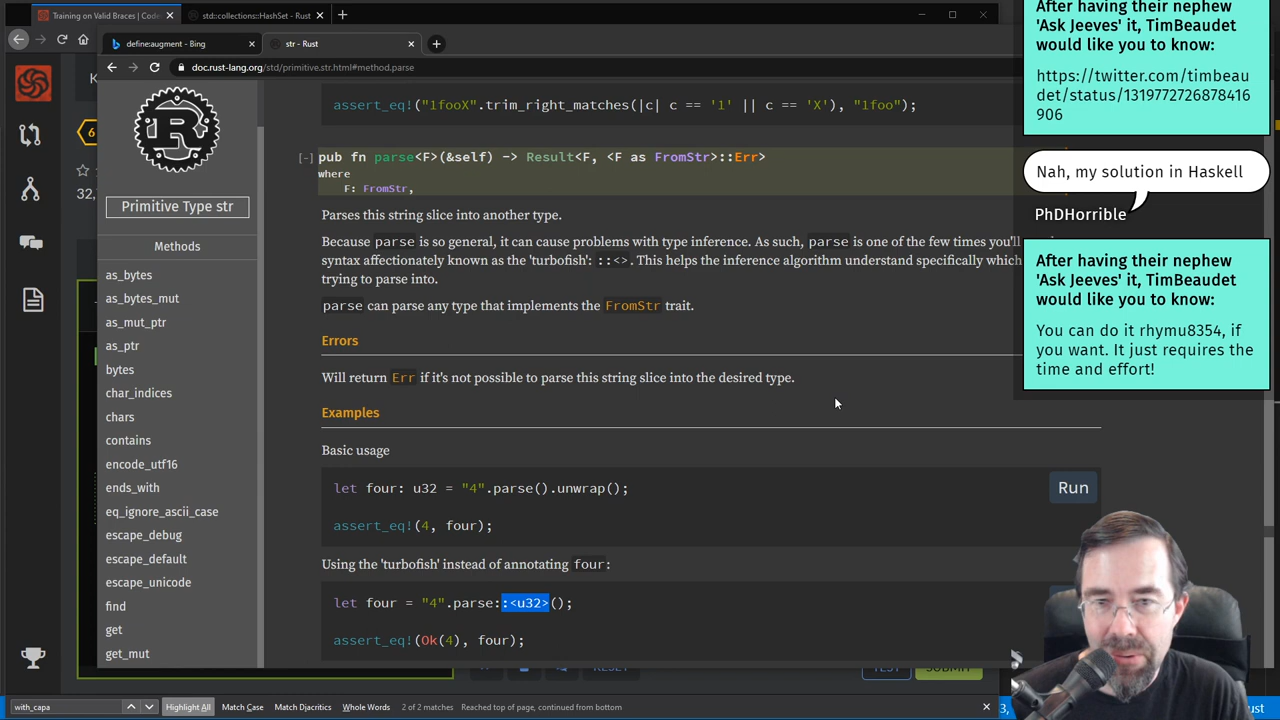 Training on Valid Braces | Code
std::collections::HashSet - Rust
define:augment - Bing
str - Rust
doc.rust-lang.org/std/primitive.str.html#method.parse
Primitive Type str
Methods
as_bytes
as_bytes_mut
as_mut_ptr
as_ptr
bytes
char_indices
chars
contains
encode_utf16
ends_with
eq_ignore_ascii_case
escape_debug
escape_default
escape_unicode
find
get
get_mut
assert_eq!("1fooX".trim_right_matches(|c| c == '1' || c == 'X'), "1foo");
[-] pub fn parse<F>(&self) -> Result<F, <F as FromStr>::Err>
where
F: FromStr,
Parses this string slice into another type.
Because parse is so general, it can cause problems with type inference. As such, parse is one of the few times you'll
syntax affectionately known as the 'turbofish': ::<>. This helps the inference algorithm understand specifically which
trying to parse into.
parse can parse any type that implements the FromStr trait.
Errors
Will return Err if it's not possible to parse this string slice into the desired type.
Examples
Basic usage
let four: u32 = "4".parse().unwrap();
Run
assert_eq!(4, four);
Using the 'turbofish' instead of annotating four:
let four = "4".parse::<u32>();
assert_eq!(Ok(4), four);
After having their nephew
'Ask Jeeves' it, TimBeaudet
would like you to know:
https://twitter.com/timbeau
det/status/1319772726878416
906
Nah, my solution in Haskell
PhDHorrible
After having their nephew
'Ask Jeeves' it, TimBeaudet
would like you to know:
You can do it rhymu8354, if
you want. It just requires the
time and effort!
K
6
32,
RESET
TEST
SUBMIT
with_capa
Highlight All
Match Case
Match Diacritics
Whole Words
2 of 2 matches
Reached top of page, continued from bottom